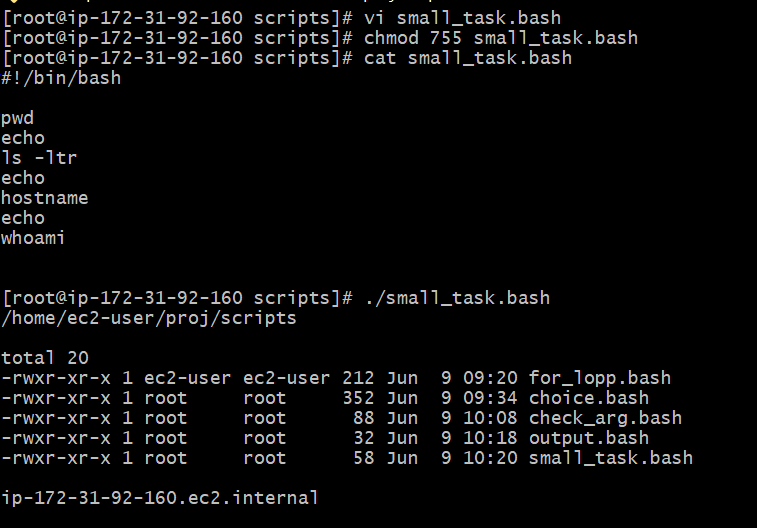 [root@ip-172-31-92-160 scripts]# vi small_task.bash
[root@ip-172-31-92-160 scripts]# chmod 755 small_task.bash
[root@ip-172-31-92-160 scripts]# cat small_task.bash
#!/bin/bash
pwd
echo
ls -ltr
echo
hostname
echo
whoami
[root@ip-172-31-92-160 scripts]# ./small_task.bash
/home/ec2-user/proj/scripts
total 20
-rwxr-xr-x 1 ec2-user ec2-user 212 Jun  9 09:20 for_lopp.bash
-rwxr-xr-x 1 root     root     352 Jun  9 09:34 choice.bash
-rwxr-xr-x 1 root     root      88 Jun  9 10:08 check_arg.bash
-rwxr-xr-x 1 root     root      32 Jun  9 10:18 output.bash
-rwxr-xr-x 1 root     root      58 Jun  9 10:20 small_task.bash
ip-172-31-92-160.ec2.internal